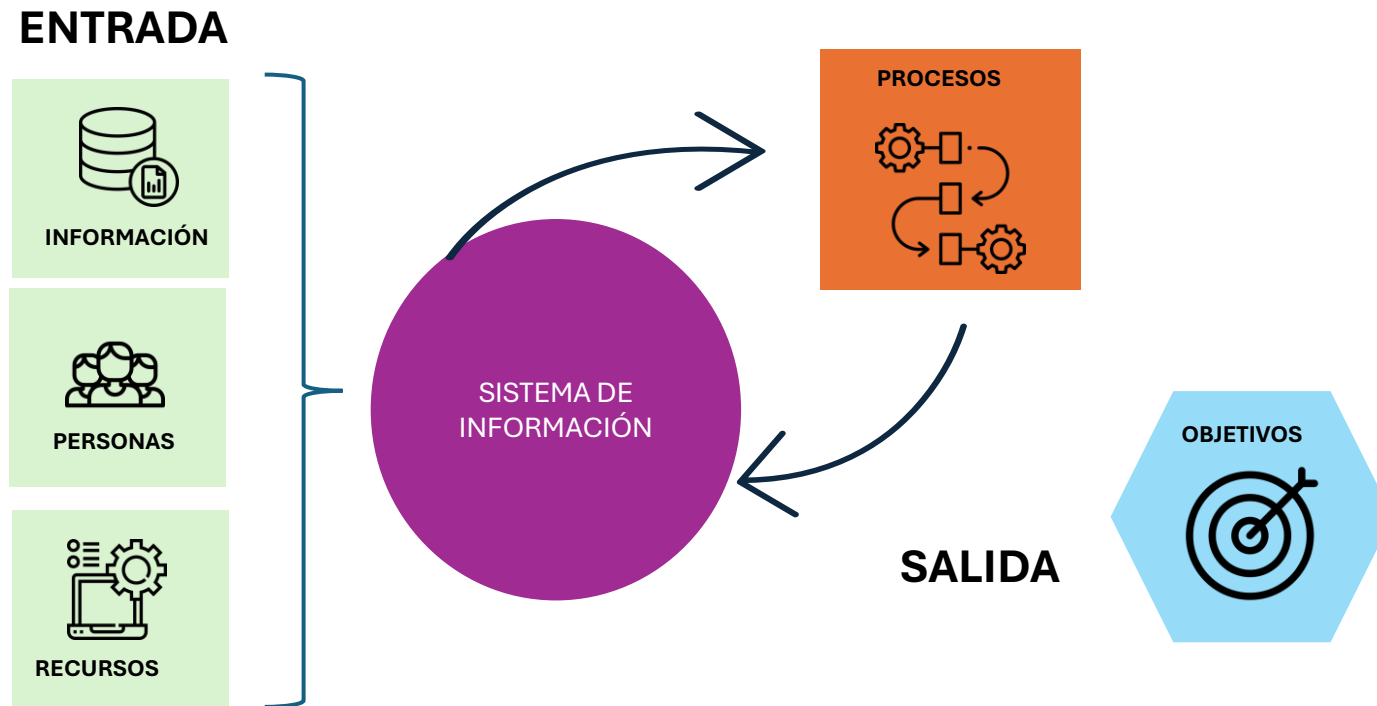 ENTRADA
INFORMACIÓN
PERSONAS
RECURSOS
SISTEMA DE
INFORMACIÓN
PROCESOS
SALIDA
OBJETIVOS